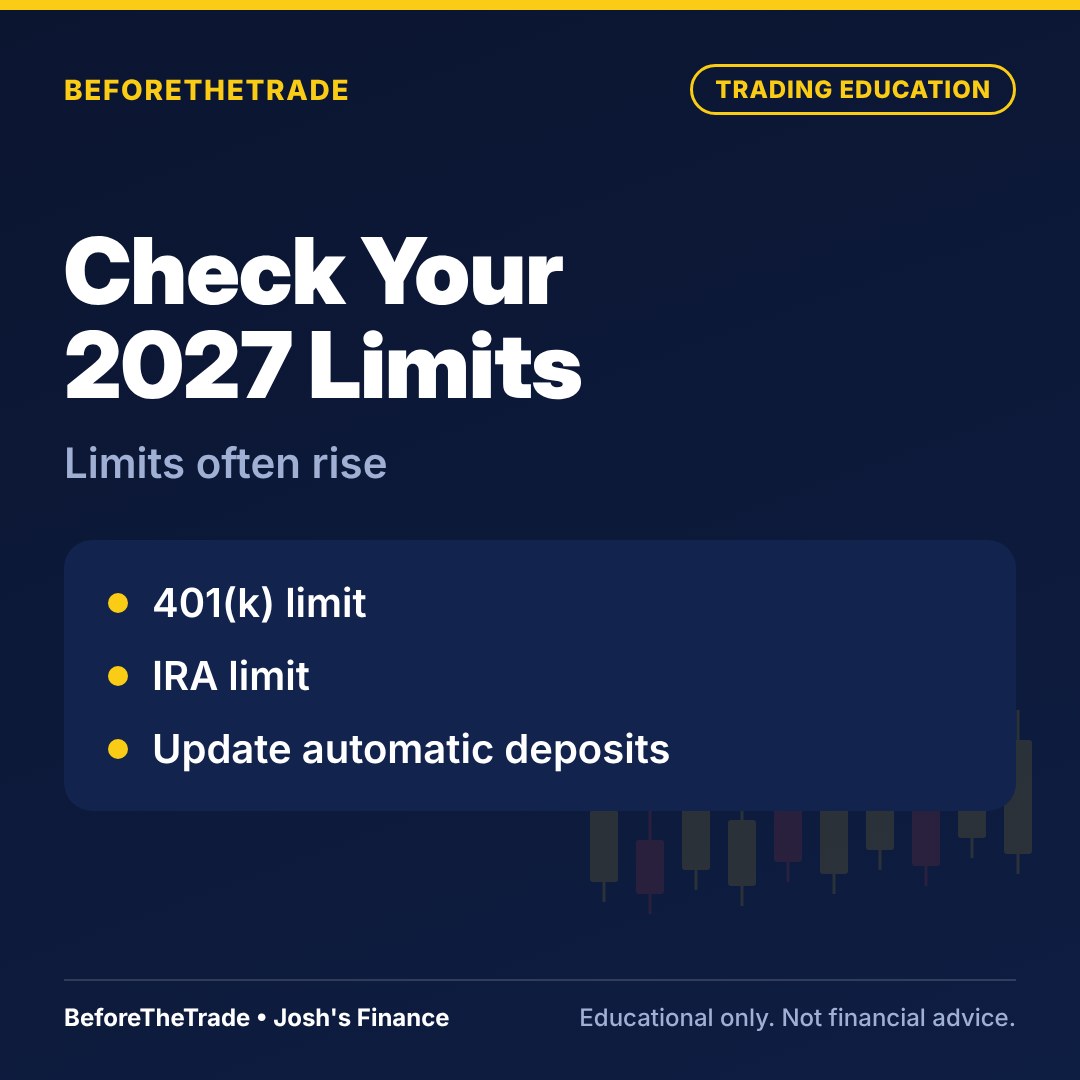 BEFORETHETRADE
TRADING EDUCATION
Check Your
2027 Limits
Limits often rise
401(k) limit
IRA limit
Update automatic deposits
BeforeTheTrade • Josh's Finance
Educational only. Not financial advice.